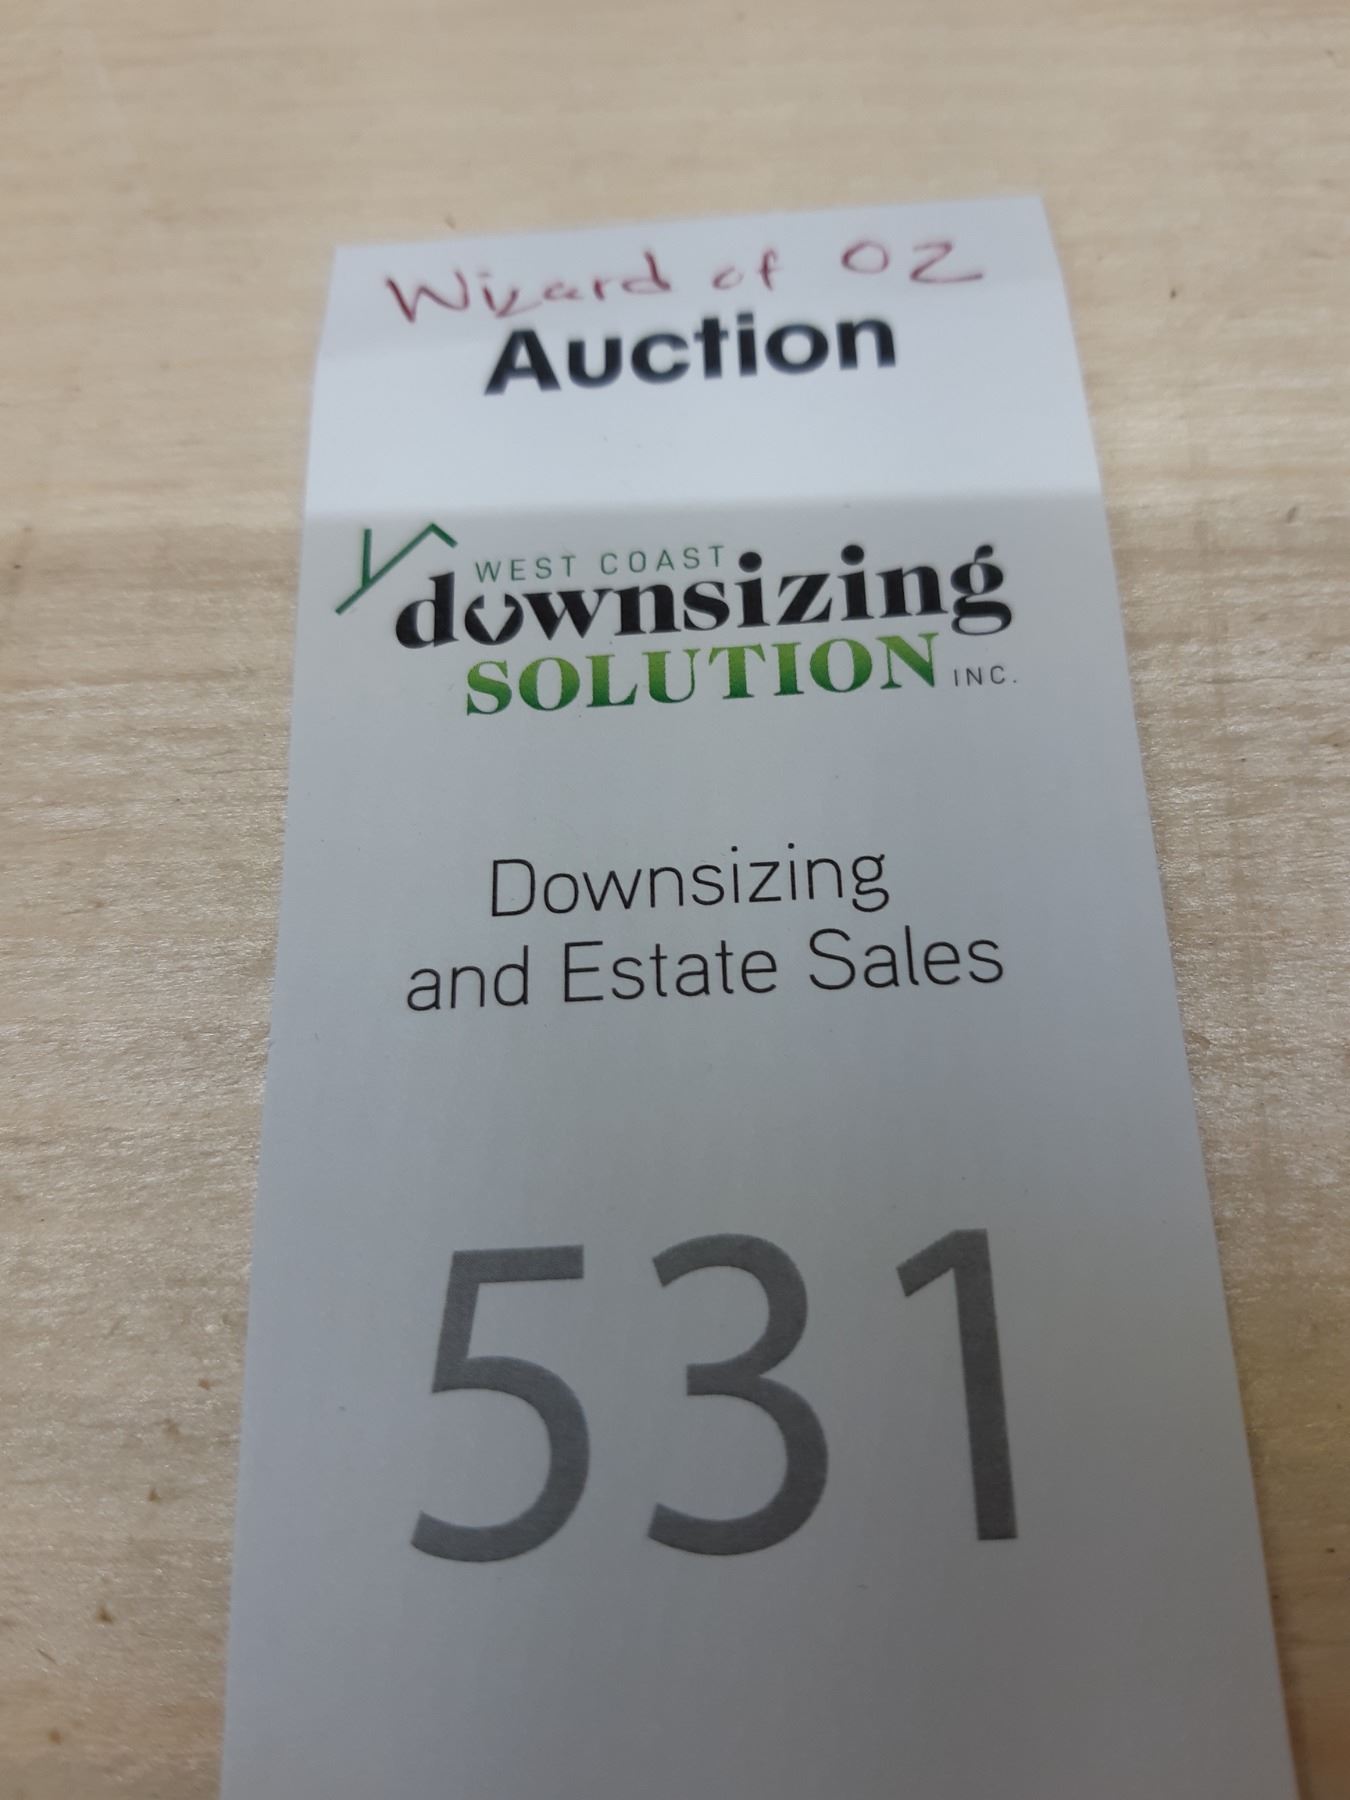 Wizard of OZ
Auction
WEST COAST
downsizing
SOLUTION INC.
Downsizing
and Estate Sales
531